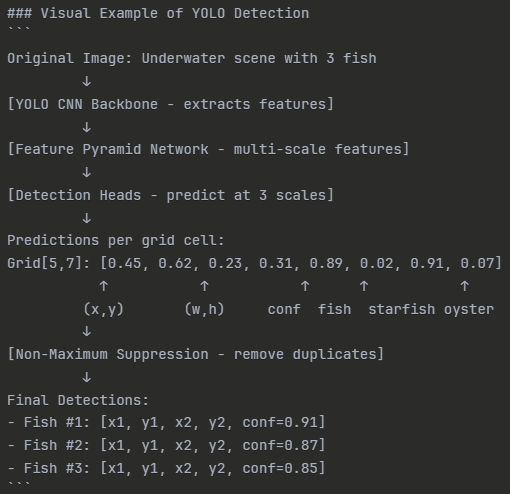 ### Visual Example of YOLO Detection
```
Original Image: Underwater scene with 3 fish
↓
[YOLO CNN Backbone - extracts features]
↓
[Feature Pyramid Network - multi-scale features]
↓
[Detection Heads - predict at 3 scales]
↓
Predictions per grid cell:
Grid[5,7]: [0.45, 0.62, 0.23, 0.31, 0.89, 0.02, 0.91, 0.07]
↑ ↑ ↑ ↑ ↑
(x,y) (w,h) conf fish starfish oyster
↓
[Non-Maximum Suppression - remove duplicates]
↓
Final Detections:
- Fish #1: [x1, y1, x2, y2, conf=0.91]
- Fish #2: [x1, y1, x2, y2, conf=0.87]
- Fish #3: [x1, y1, x2, y2, conf=0.85]
```